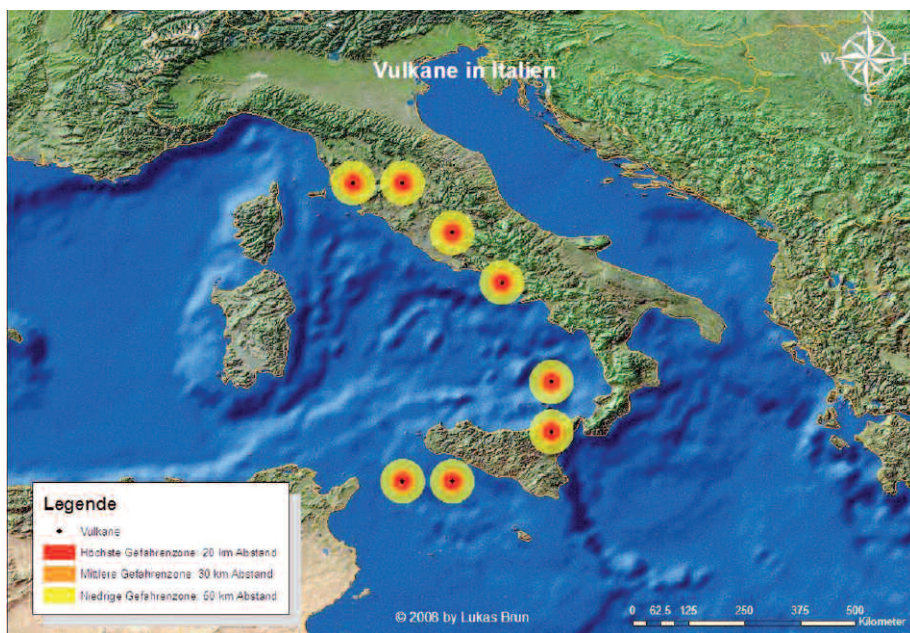 Vulkane in Italien
N
W E
S
Legende
Vulkane
Höchste Gefahrenzone: 20 km Abstand
Mittlere Gefahrenzone: 30 km Abstand
Niedrige Gefahrenzone: 50 km Abstand
© 2008 by Lukas Brun
0 62.5 125 250 375 500
Kilometer